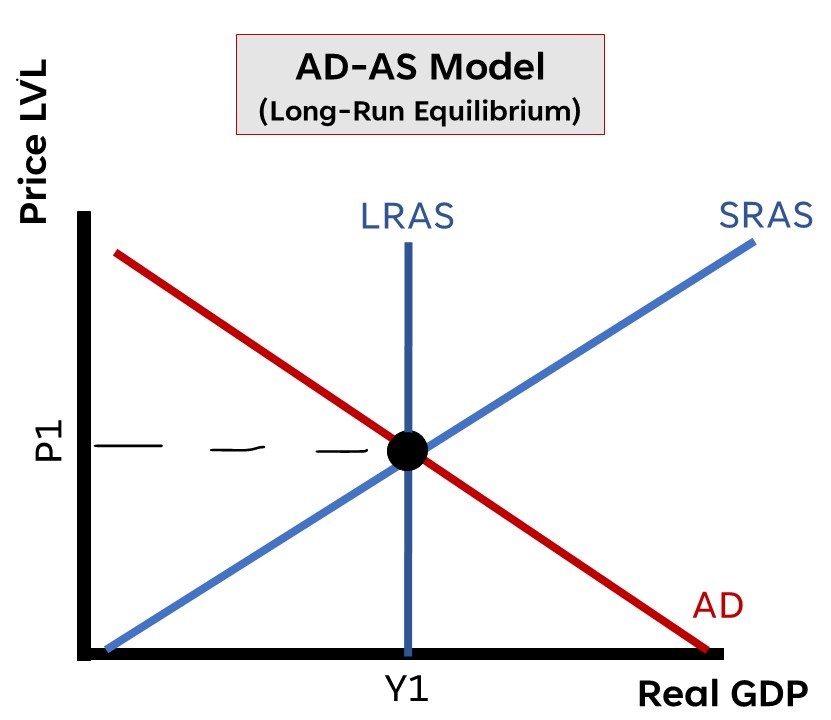 AD-AS Model
(Long-Run Equilibrium)
Price LVL
LRAS
SRAS
P1
AD
Y1
Real GDP